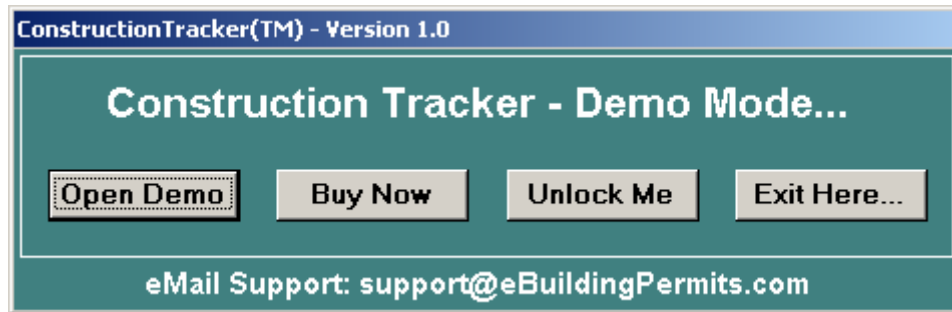 ConstructionTracker(TM) - Version 1.0
Construction Tracker - Demo Mode...
Open Demo Buy Now Unlock Me Exit Here...
eMail Support: support@eBuildingPermits.com